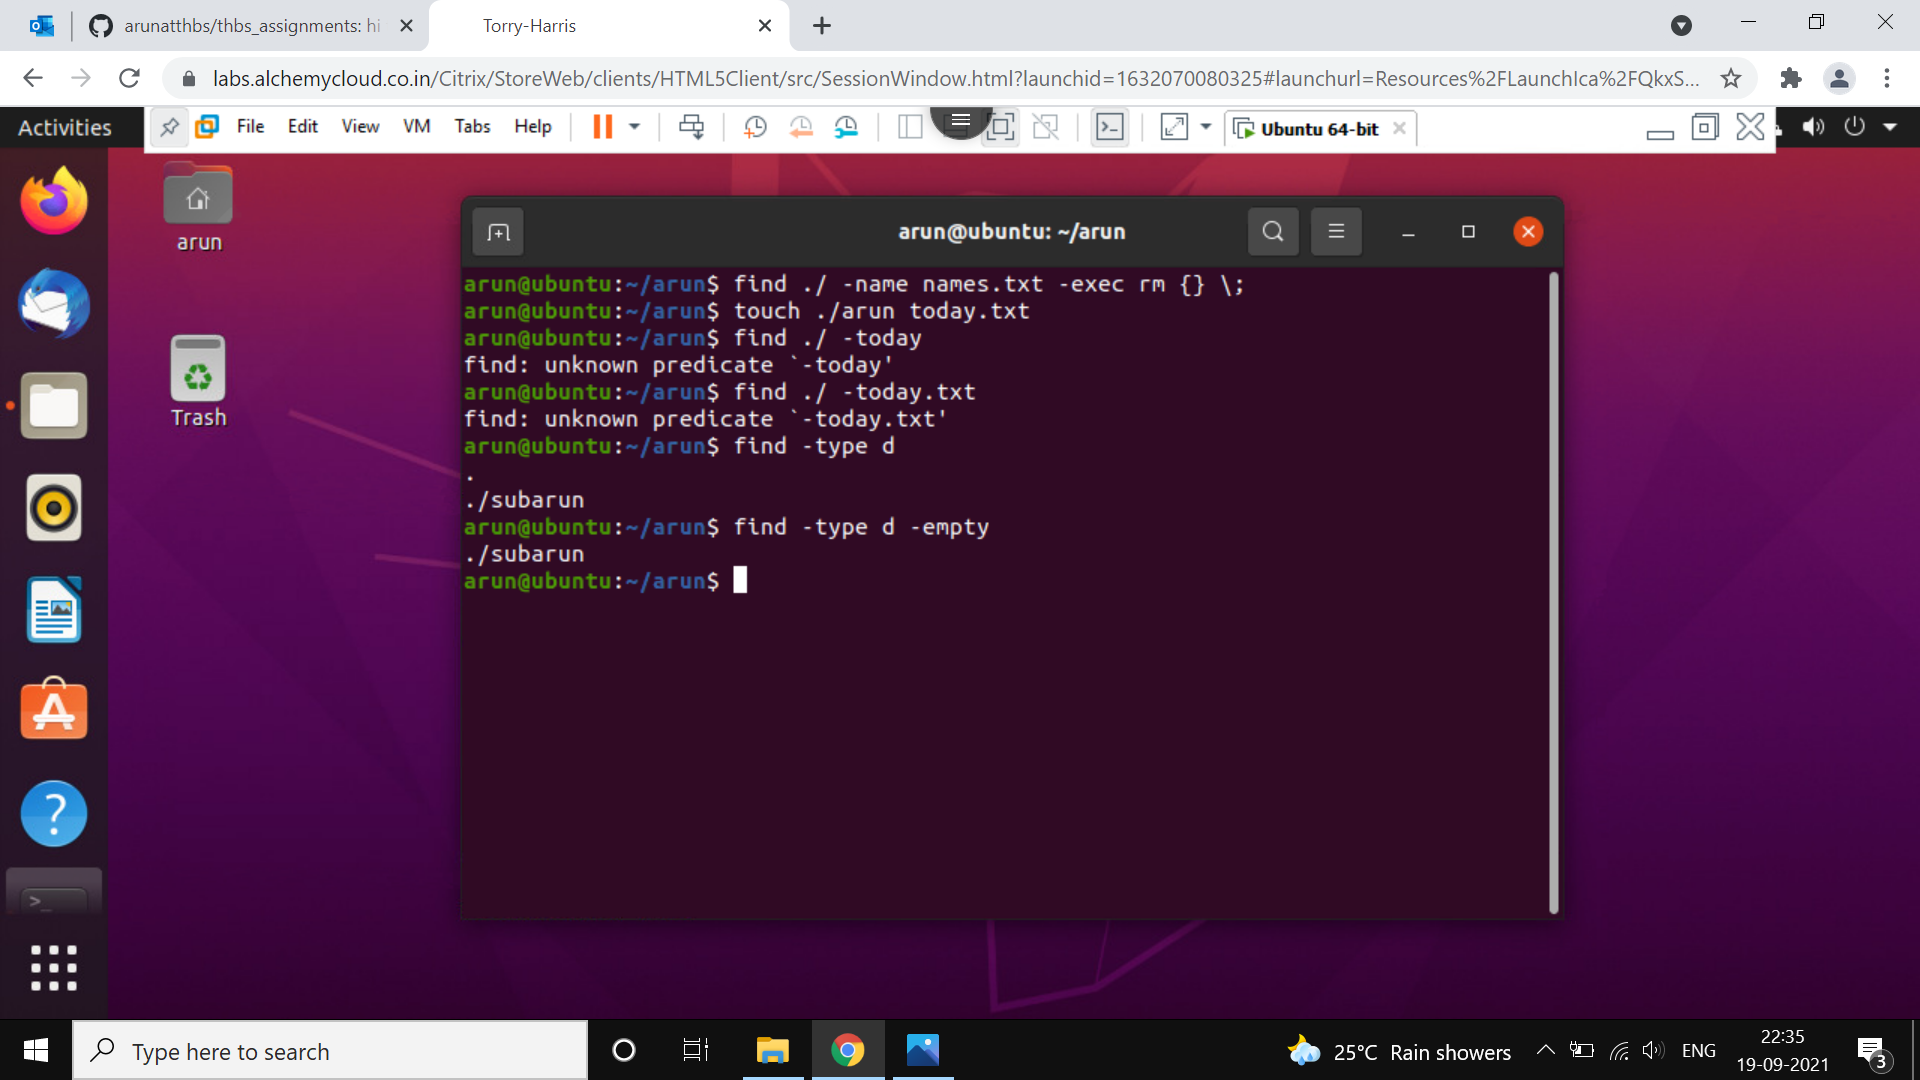 arunatthbs/thbs_assignments: hi
Torry-Harris
labs.alchemycloud.co.in/Citrix/StoreWeb/clients/HTML5Client/src/SessionWindow.html?launchid=1632070080325#launchurl=Resources%2FLaunchIca%2FQkxS...
Activities
File Edit View VM Tabs Help
Ubuntu 64-bit
arun
Trash
arun@ubuntu: ~/arun
arun@ubuntu:~/arun$ find ./ -name names.txt -exec rm {} \;
arun@ubuntu:~/arun$ touch ./arun today.txt
arun@ubuntu:~/arun$ find ./ -today
find: unknown predicate `-today'
arun@ubuntu:~/arun$ find ./ -today.txt
find: unknown predicate `-today.txt'
arun@ubuntu:~/arun$ find -type d
.
./subarun
arun@ubuntu:~/arun$ find -type d -empty
./subarun
arun@ubuntu:~/arun$
Type here to search
25°C Rain showers
ENG
22:35
19-09-2021
3